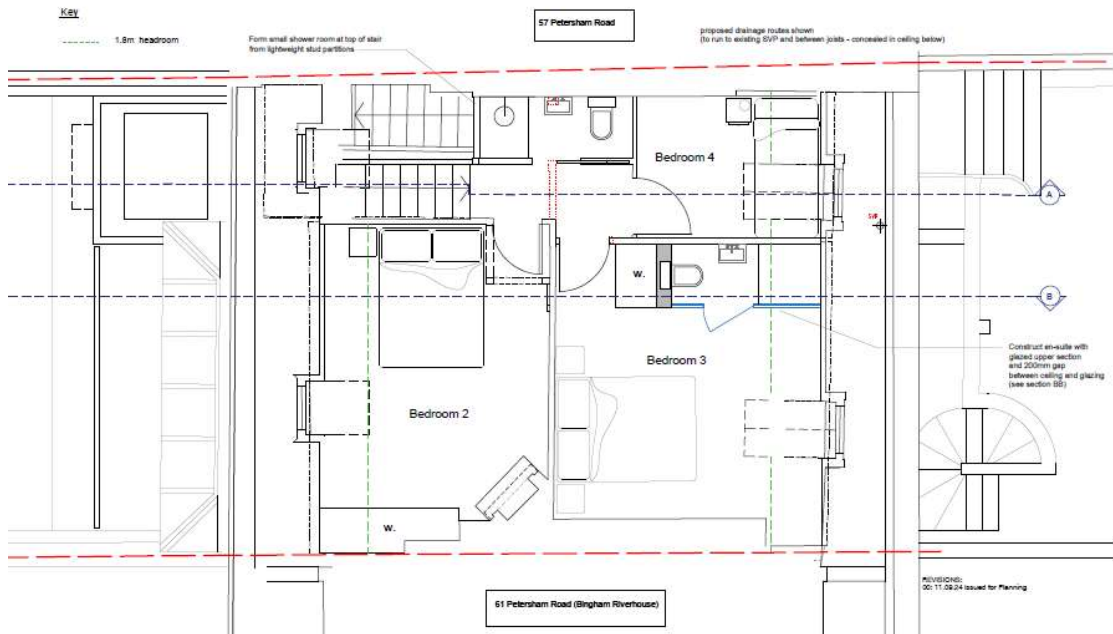 Key
1.8m headroom
57 Petersham Road
Form small shower room at top of stair
from lightweight stud partitions
proposed drainage routes shown
(to run to existing SVP and between joists - concealed in ceiling below)
Bedroom 4
A
SVP
W.
B
Bedroom 3
Construct en-suite with
glazed upper section
and 200mm gap
between ceiling and glazing
(see section BB)
Bedroom 2
W.
REVISIONS:
00: 11.09.24 Issued for Planning
61 Petersham Road (Bingham Riverhouse)